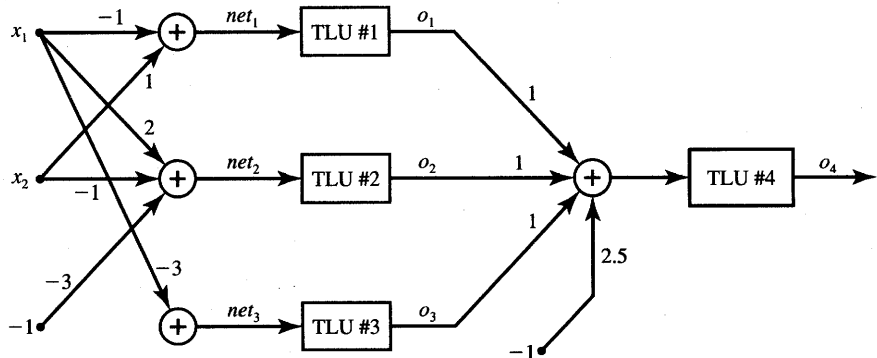 x₁ −1 + net₁ TLU #1 o₁
1
1
2
x₂ −1 + net₂ TLU #2 o₂ 1 + TLU #4 o₄
1
−3 −3 2.5
−1 + net₃ TLU #3 o₃
−1